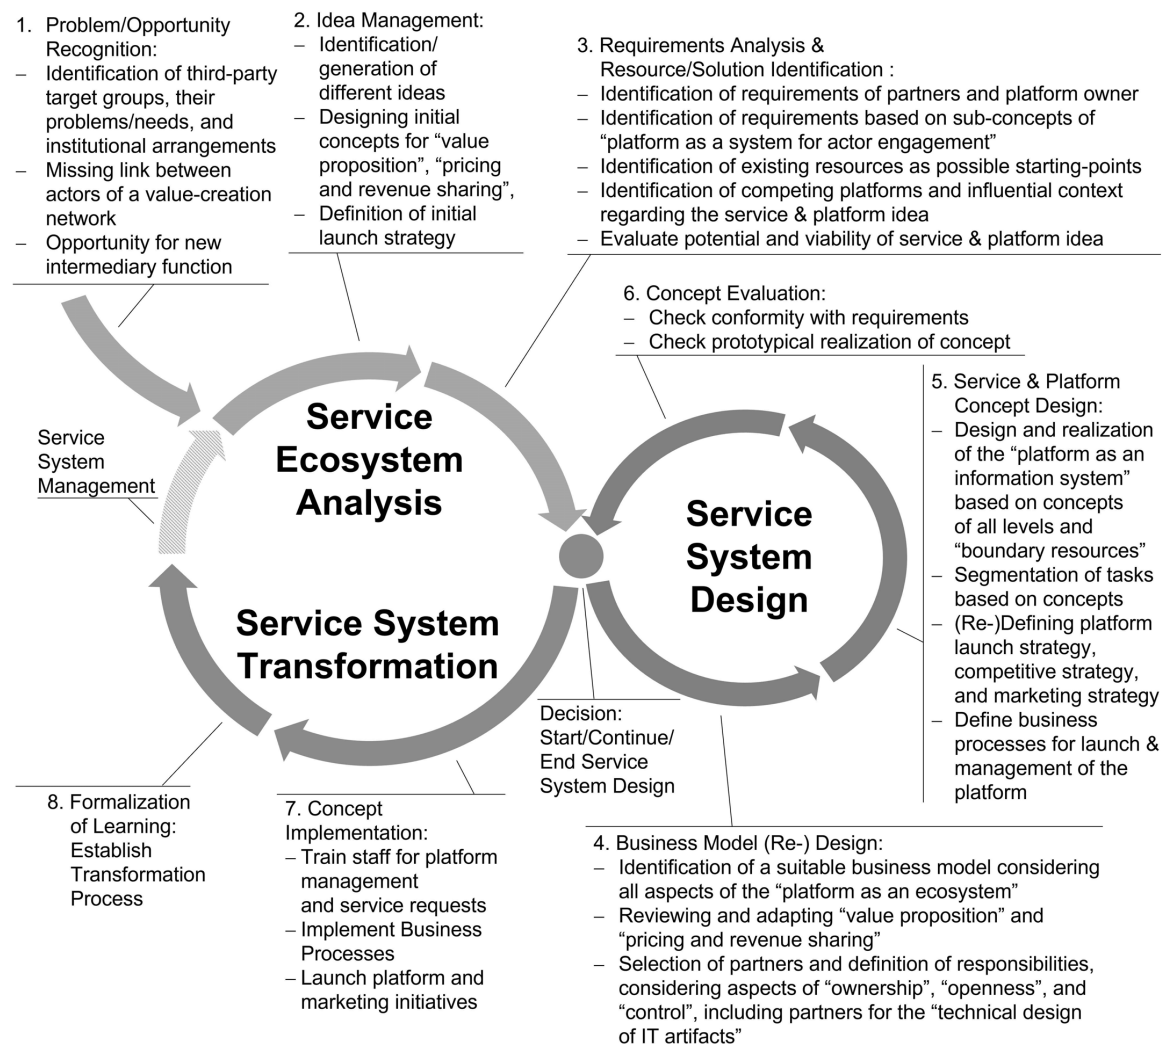 1. Problem/Opportunity
Recognition:
– Identification of third-party
target groups, their
problems/needs, and
institutional arrangements
– Missing link between
actors of a value-creation
network
– Opportunity for new
intermediary function
2. Idea Management:
– Identification/
generation of
different ideas
– Designing initial
concepts for “value
proposition”, “pricing
and revenue sharing”,
– Definition of initial
launch strategy
3. Requirements Analysis &
Resource/Solution Identification :
– Identification of requirements of partners and platform owner
– Identification of requirements based on sub-concepts of
“platform as a system for actor engagement”
– Identification of existing resources as possible starting-points
– Identification of competing platforms and influential context
regarding the service & platform idea
– Evaluate potential and viability of service & platform idea
6. Concept Evaluation:
– Check conformity with requirements
– Check prototypical realization of concept
5. Service & Platform
Concept Design:
– Design and realization
of the “platform as an
information system”
based on concepts
of all levels and
“boundary resources”
– Segmentation of tasks
based on concepts
– (Re-)Defining platform
launch strategy,
competitive strategy,
and marketing strategy
– Define business
processes for launch &
management of the
platform
Service
System
Management
Service
Ecosystem
Analysis
Service
System
Design
Service System
Transformation
Decision:
Start/Continue/
End Service
System Design
8. Formalization
of Learning:
Establish
Transformation
Process
7. Concept
Implementation:
– Train staff for platform
management
and service requests
– Implement Business
Processes
– Launch platform and
marketing initiatives
4. Business Model (Re-) Design:
– Identification of a suitable business model considering
all aspects of the “platform as an ecosystem”
– Reviewing and adapting “value proposition” and
“pricing and revenue sharing”
– Selection of partners and definition of responsibilities,
considering aspects of “ownership”, “openness”, and
“control”, including partners for the “technical design
of IT artifacts”